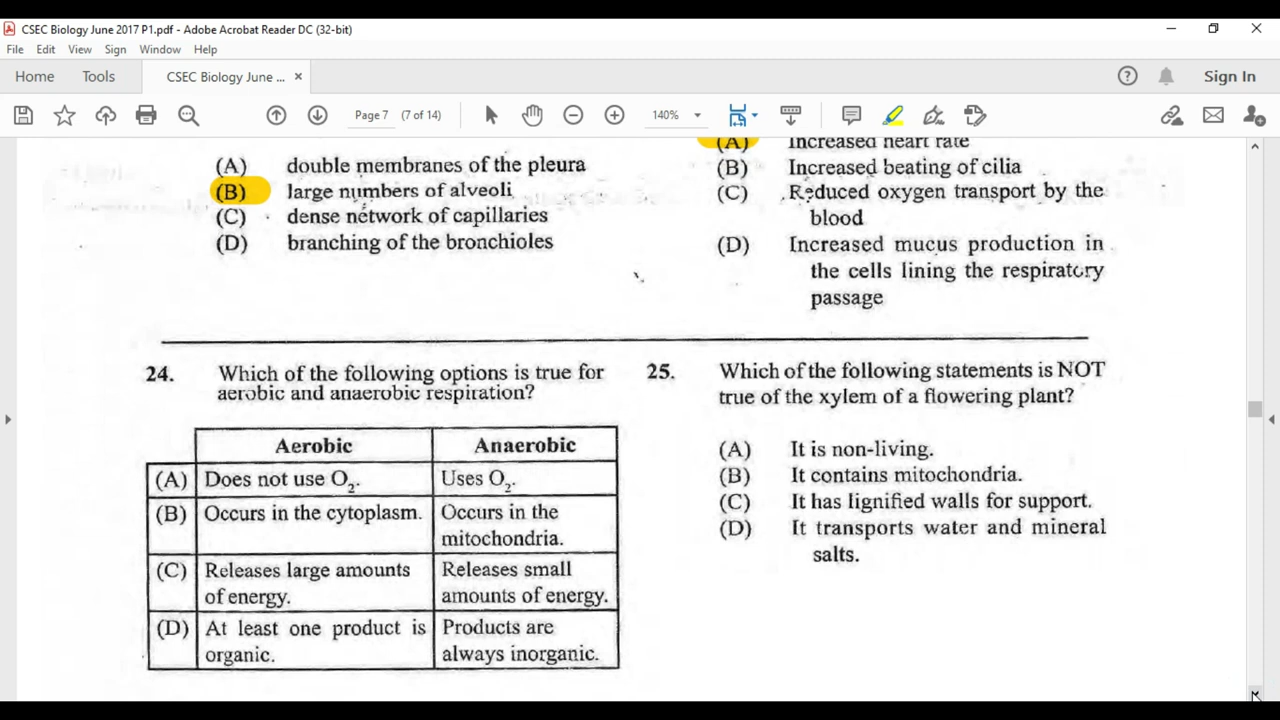 CSEC Biology June 2017 P1.pdf - Adobe Acrobat Reader DC (32-bit)
File Edit View Sign Window Help
Home Tools CSEC Biology June ... × Sign In
Page 7 (7 of 14) 140%
(A) double membranes of the pleura
(B) large numbers of alveoli
(C) dense network of capillaries
(D) branching of the bronchioles
(A) Increased heart rate
(B) Increased beating of cilia
(C) Reduced oxygen transport by the
blood
(D) Increased mucus production in
the cells lining the respiratory
passage
24. Which of the following options is true for
aerobic and anaerobic respiration?
Aerobic Anaerobic
(A) Does not use O₂. Uses O₂.
(B) Occurs in the cytoplasm. Occurs in the
mitochondria.
(C) Releases large amounts Releases small
of energy. amounts of energy.
(D) At least one product is Products are
organic. always inorganic.
25. Which of the following statements is NOT
true of the xylem of a flowering plant?
(A) It is non-living.
(B) It contains mitochondria.
(C) It has lignified walls for support.
(D) It transports water and mineral
salts.